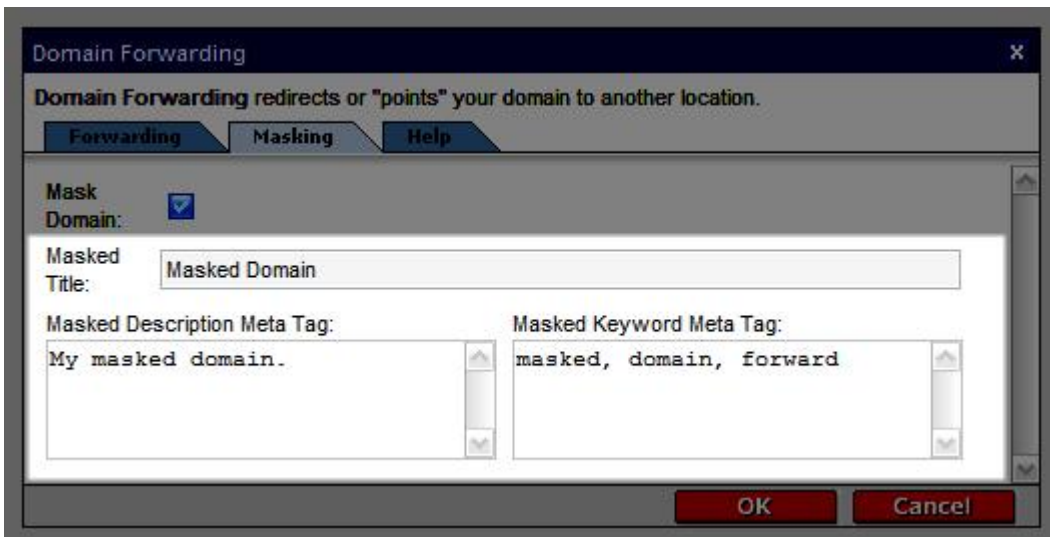 Domain Forwarding x
Domain Forwarding redirects or "points" your domain to another location.
Forwarding Masking Help
Mask
Domain:
Masked
Title:
Masked Domain
Masked Description Meta Tag: Masked Keyword Meta Tag:
My masked domain. masked, domain, forward
OK Cancel